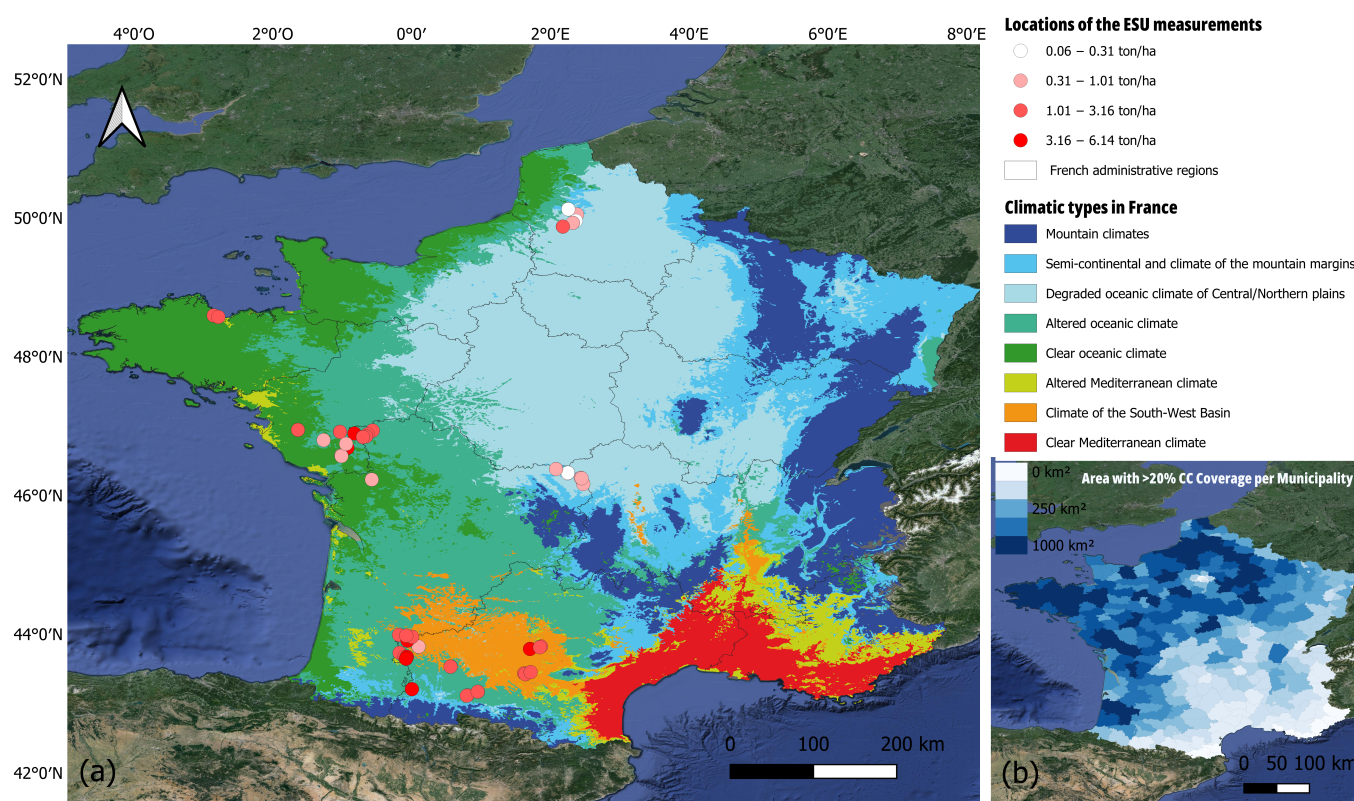 4°0'0"
2°0'0"
0°'0"
2°0'E
4°0'E
6°0'E
8°0'E
52°0'N
50°0'N
48°0'N
46°0'N
44°0'N
42°0'N
0 100 200 km
(a)
Locations of the ESU measurements
0.06 – 0.31 ton/ha
0.31 – 1.01 ton/ha
1.01 – 3.16 ton/ha
3.16 – 6.14 ton/ha
French administrative regions
Climatic types in France
Mountain climates
Semi-continental and climate of the mountain margins
Degraded oceanic climate of Central/Northern plains
Altered oceanic climate
Clear oceanic climate
Altered Mediterranean climate
Climate of the South-West Basin
Clear Mediterranean climate
Area with >20% CC Coverage per Municipality
0 km²
250 km²
1000 km²
(b)
0 50 100 km